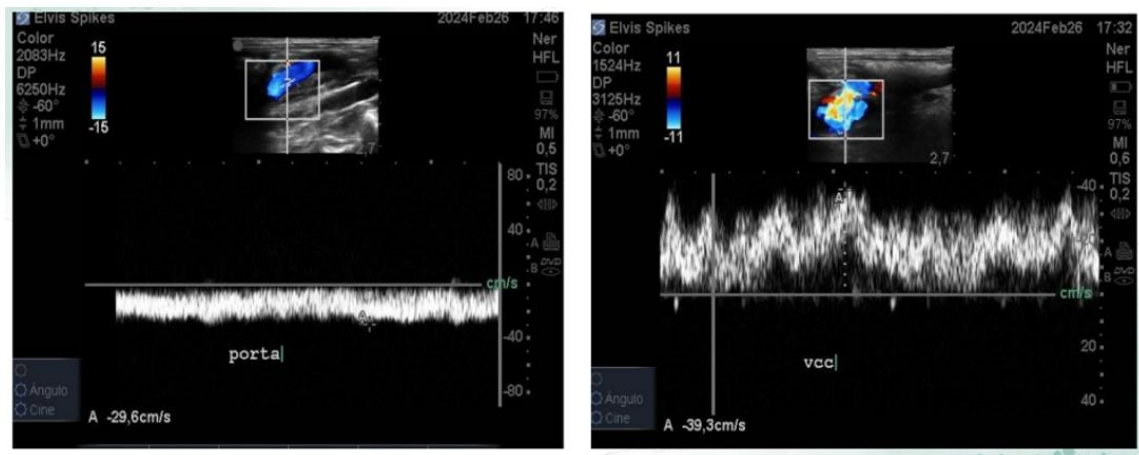 Elvis Spikes 2024Feb26 17:46
Color
2083Hz
DP
6250Hz
-60°
1mm
+0°
15
-15
2,7
Ner
HFL
97%
MI
0,5
TIS
0,2
80
40
A
DVD
B
cm/s
-40
-80
porta
Ángulo
Cine
A -29,6cm/s
Elvis Spikes 2024Feb26 17:32
Color
1524Hz
DP
3125Hz
-60°
1mm
+0°
11
-11
2,7
Ner
HFL
97%
MI
0,6
TIS
0,2
-40
A
DVD
B
cm/s
20
40
vcc
Ángulo
Cine
A -39,3cm/s